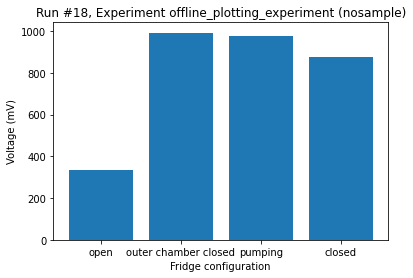 Run #18, Experiment offline_plotting_experiment (nosample)
1000
800
600
400
200
0
Voltage (mV)
open outer chamber closed pumping closed
Fridge configuration